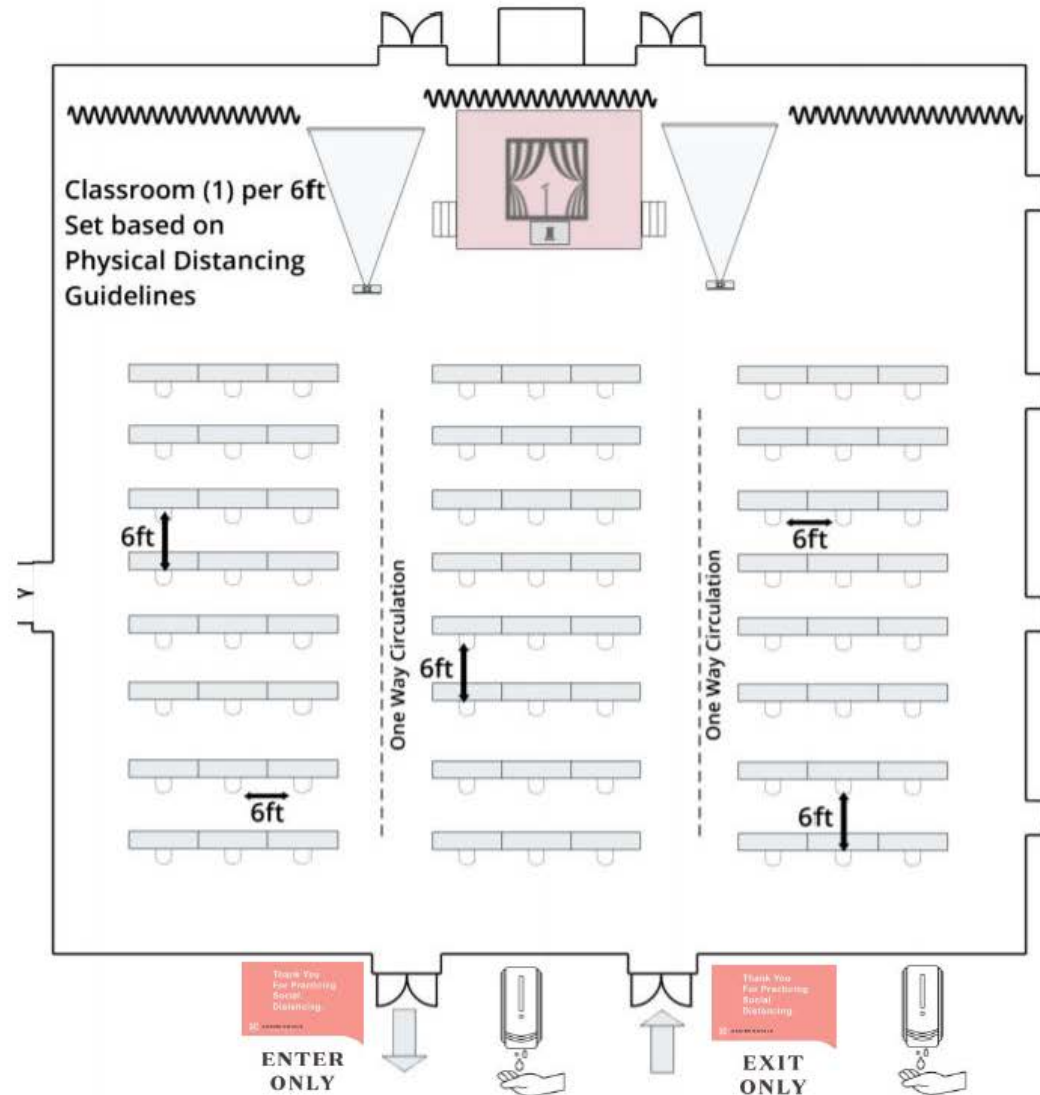 Classroom (1) per 6ft
Set based on
Physical Distancing
Guidelines
6ft
6ft
One Way Circulation
6ft
One Way Circulation
6ft
6ft
Thank You
For Practicing
Social
Distancing.
ENTER
ONLY
Thank You
For Practicing
Social
Distancing
EXIT
ONLY